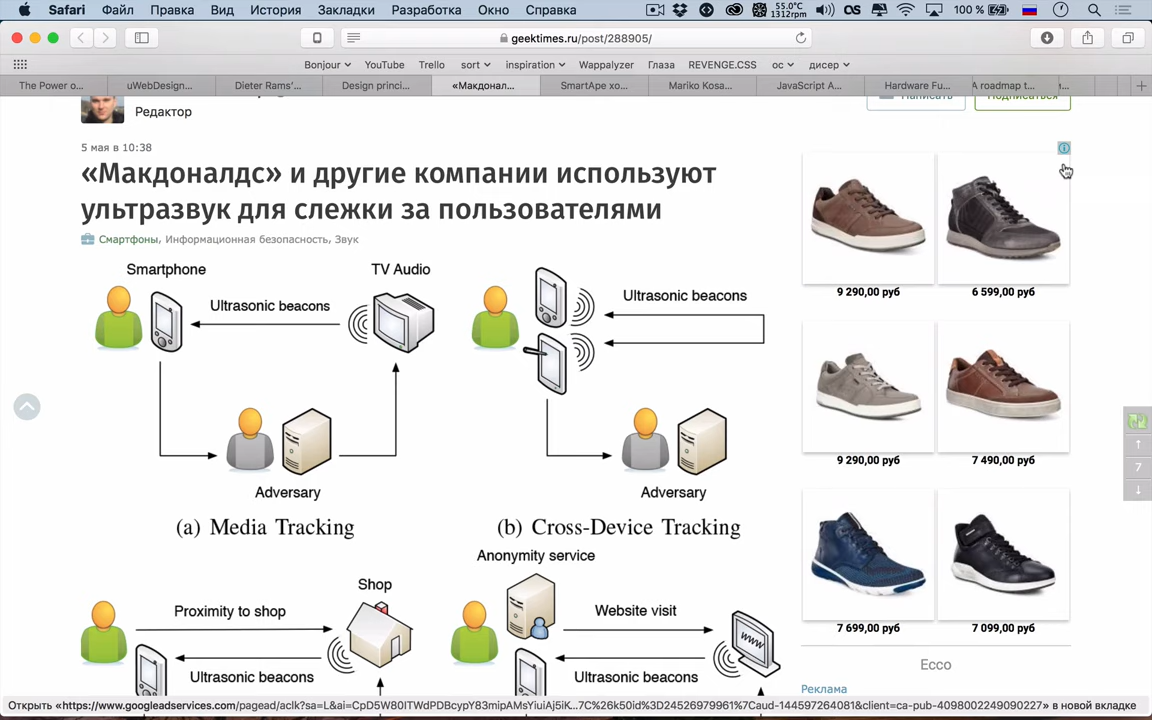 Safari Файл Правка Вид История Закладки Разработка Окно Справка 55.0°C 1312rpm 100 %
geektimes.ru/post/288905/
Bonjour YouTube Trello sort inspiration Wappalyzer Глаза REVENGE.CSS ос дисер
The Power o... uWebDesign... Dieter Rams'... Design princi... «Макдонал... SmartApe хо... Mariko Kosa... JavaScript A... Hardware Fu... A roadmap t...
Редактор
Написать
Подписаться
5 мая в 10:38
«Макдоналдс» и другие компании используют
ультразвук для слежки за пользователями
Смартфоны, Информационная безопасность, Звук
Smartphone
TV Audio
Ultrasonic beacons
Adversary
(a) Media Tracking
Ultrasonic beacons
Adversary
(b) Cross-Device Tracking
Shop
Proximity to shop
Ultrasonic beacons
Anonymity service
Website visit
www
Ultrasonic beacons
9 290,00 руб
6 599,00 руб
9 290,00 руб
7 490,00 руб
7 699,00 руб
7 099,00 руб
Ecco
Реклама
7
Открыть «https://www.googleadservices.com/pagead/aclk?sa=L&ai=CpD5W80lTWdPDBcypY83mipAMsYiuiAj5iK...7C%26k50id%3D24526979961%7Caud-144597264081&client=ca-pub-4098002249090227» в новой вкладке